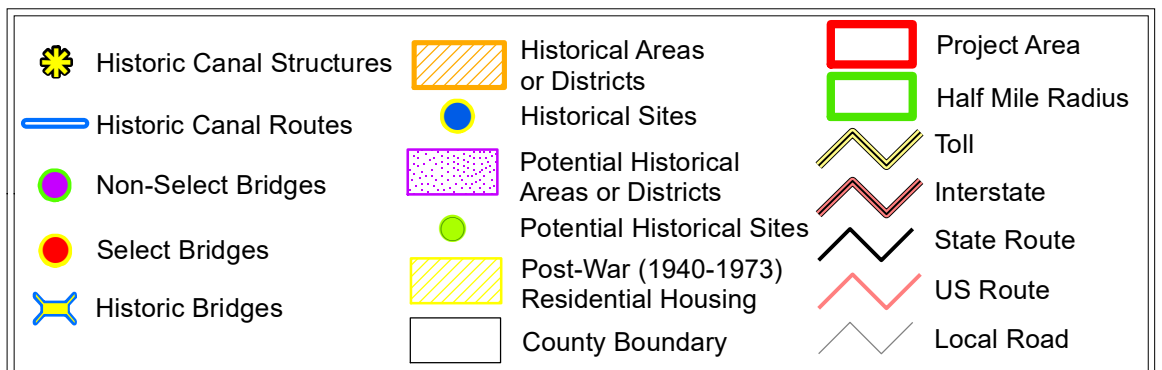 Historic Canal Structures
Historic Canal Routes
Non-Select Bridges
Select Bridges
Historic Bridges
Historical Areas
or Districts
Historical Sites
Potential Historical
Areas or Districts
Potential Historical Sites
Post-War (1940-1973)
Residential Housing
County Boundary
Project Area
Half Mile Radius
Toll
Interstate
State Route
US Route
Local Road